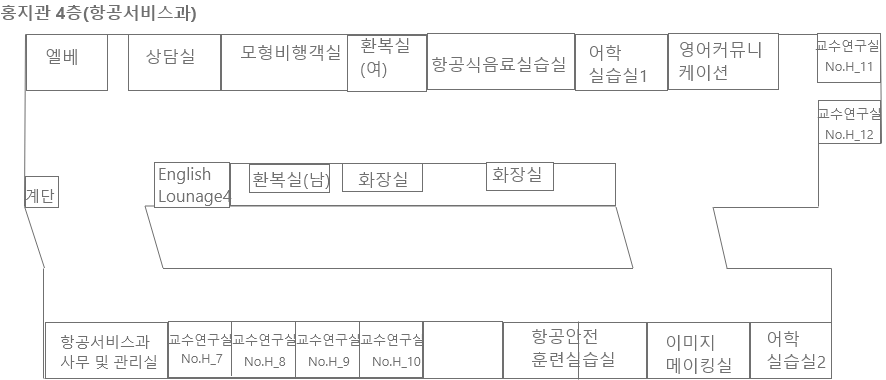 홍지관 4층(항공서비스과)
엘베
상담실
모형비행객실
환복실
(여)
항공식음료실습실
어학
실습실1
영어커뮤니
케이션
교수연구실
No.H_11
교수연구실
No.H_12
계단
English
Lounage4
환복실(남)
화장실
화장실
항공서비스과
사무 및 관리실
교수연구실
No.H_7
교수연구실
No.H_8
교수연구실
No.H_9
교수연구실
No.H_10
항공안전
훈련실습실
이미지
메이킹실
어학
실습실2